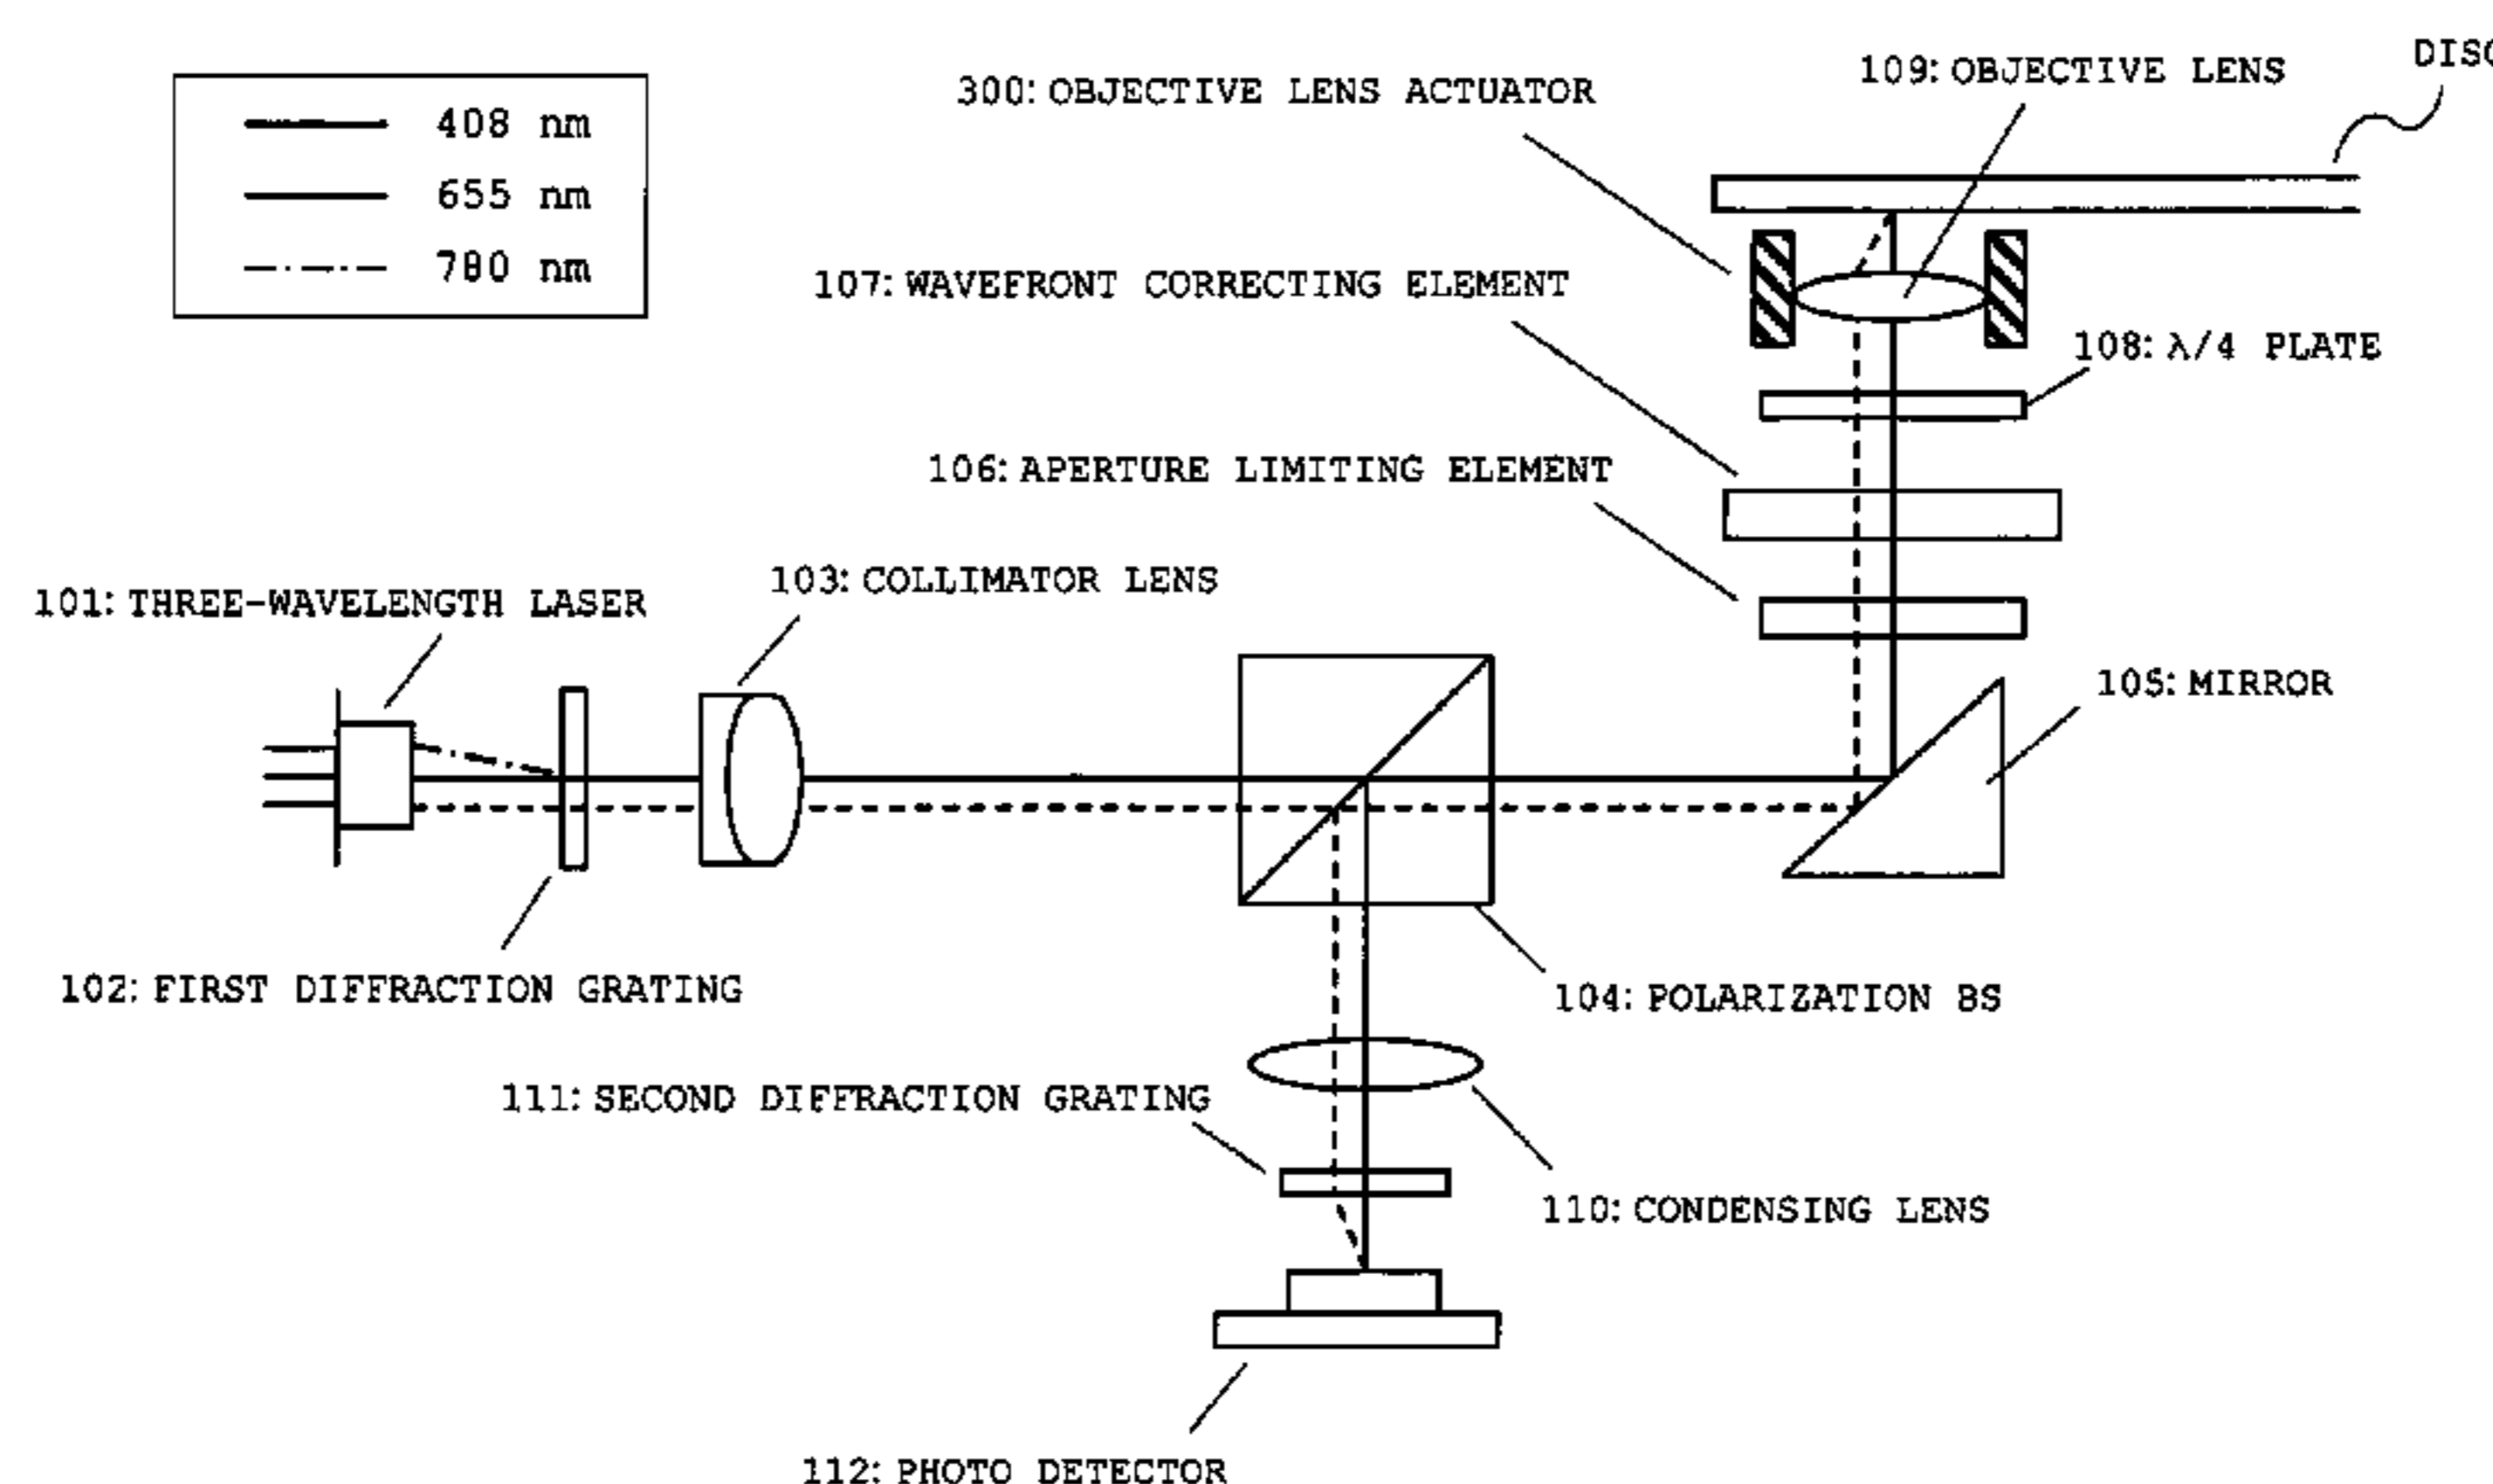 408 nm
655 nm
780 nm
300: OBJECTIVE LENS ACTUATOR
109: OBJECTIVE LENS
DISC
107: WAVEFRONT CORRECTING ELEMENT
108: λ/4 PLATE
106: APERTURE LIMITING ELEMENT
103: COLLIMATOR LENS
101: THREE-WAVELENGTH LASER
105: MIRROR
102: FIRST DIFFRACTION GRATING
104: POLARIZATION BS
111: SECOND DIFFRACTION GRATING
110: CONDENSING LENS
112: PHOTO DETECTOR